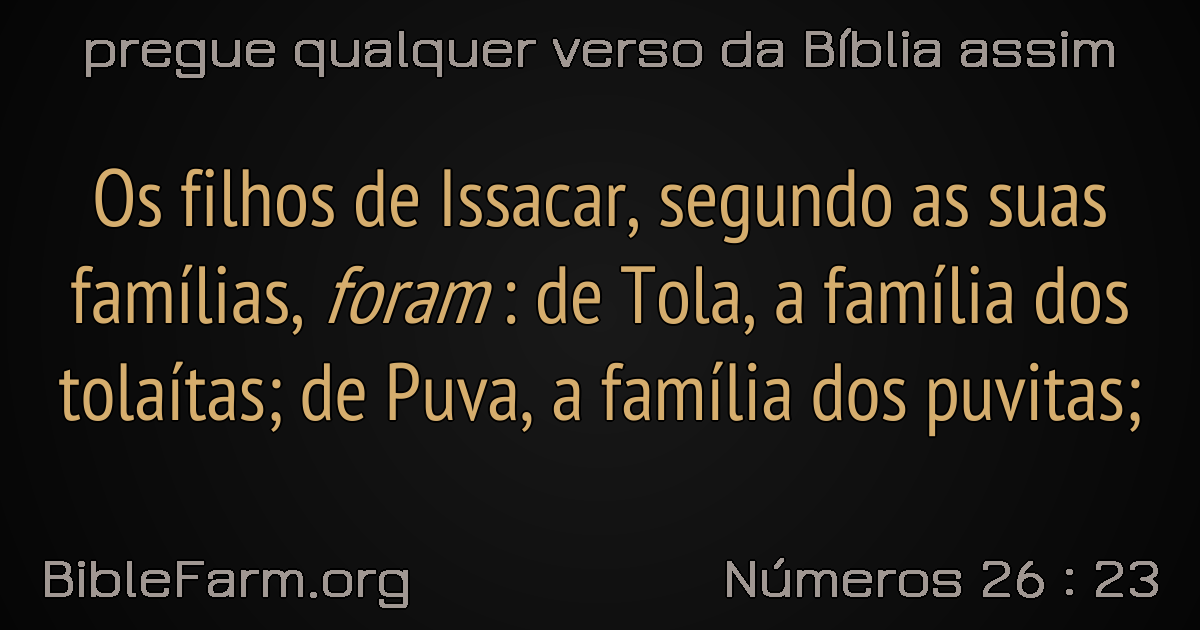 pregue qualquer verso da Bíblia assim
Os filhos de Issacar, segundo as suas
famílias, foram : de Tola, a família dos
tolaítas; de Puva, a família dos puvitas;
BibleFarm.org
Números 26 : 23